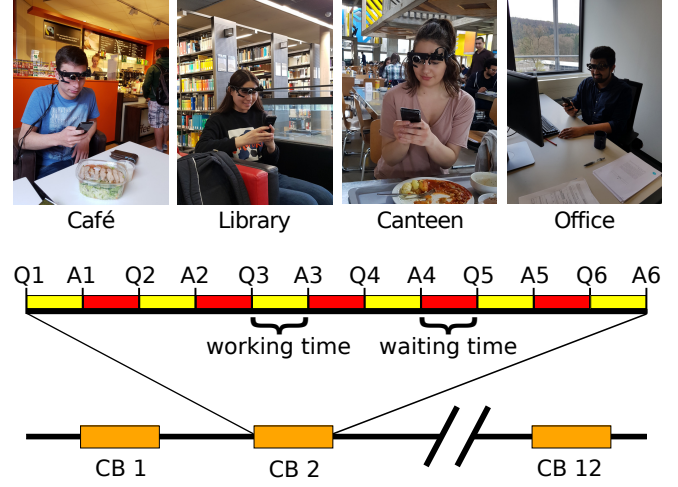 Café Library Canteen Office
Q1 A1 Q2 A2 Q3 A3 Q4 A4 Q5 A5 Q6 A6
working time waiting time
CB 1 CB 2 CB 12